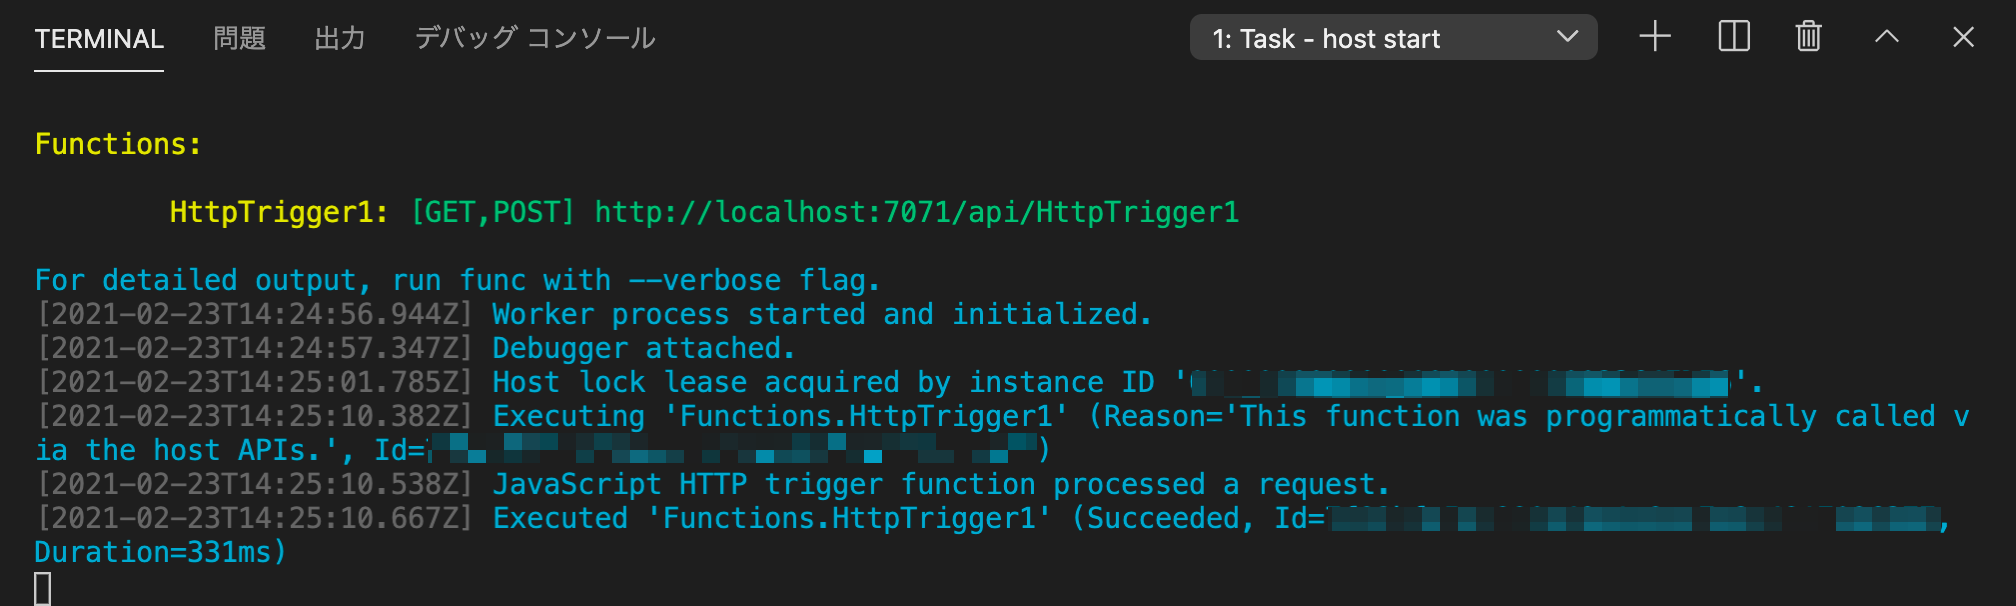 TERMINAL 問題 出力 デバッグ コンソール 1: Task - host start
Functions:
HttpTrigger1: [GET,POST] http://localhost:7071/api/HttpTrigger1
For detailed output, run func with --verbose flag.
[2021-02-23T14:24:56.944Z] Worker process started and initialized.
[2021-02-23T14:24:57.347Z] Debugger attached.
[2021-02-23T14:25:01.785Z] Host lock lease acquired by instance ID ''.
[2021-02-23T14:25:10.382Z] Executing 'Functions.HttpTrigger1' (Reason='This function was programmatically called v
ia the host APIs.', Id=)
[2021-02-23T14:25:10.538Z] JavaScript HTTP trigger function processed a request.
[2021-02-23T14:25:10.667Z] Executed 'Functions.HttpTrigger1' (Succeeded, Id=,
Duration=331ms)